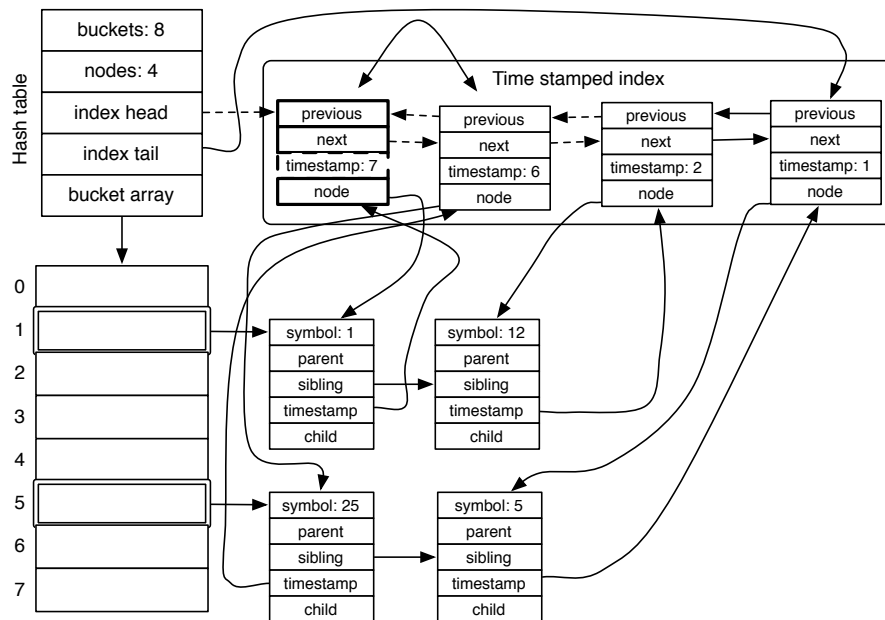 Hash table
buckets: 8
nodes: 4
index head
index tail
bucket array
Time stamped index
previous
next
timestamp: 7
node
previous
next
timestamp: 6
node
previous
next
timestamp: 2
node
previous
next
timestamp: 1
node
0
1
2
3
4
5
6
7
symbol: 1
parent
sibling
timestamp
child
symbol: 12
parent
sibling
timestamp
child
symbol: 25
parent
sibling
timestamp
child
symbol: 5
parent
sibling
timestamp
child